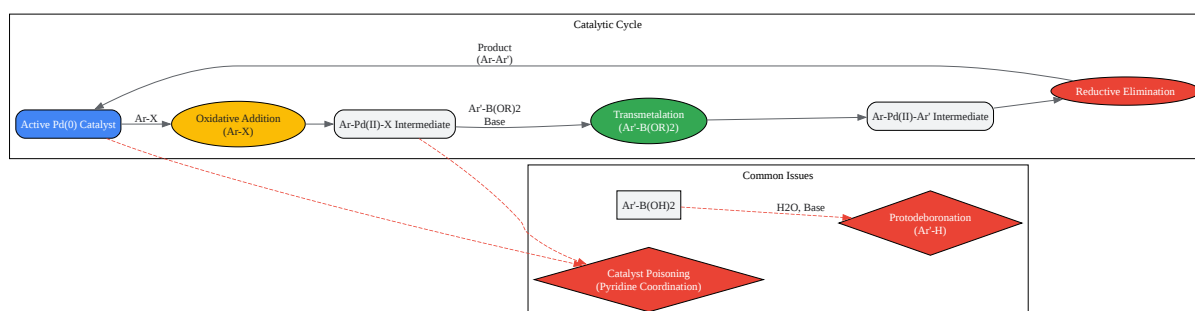 Catalytic Cycle
Product
(Ar-Ar')
Reductive Elimination
Active Pd(0) Catalyst
Ar-X
Oxidative Addition
(Ar-X)
Ar-Pd(II)-X Intermediate
Ar'-B(OR)2
Base
Transmetalation
(Ar'-B(OR)2)
Ar-Pd(II)-Ar' Intermediate
Common Issues
Ar'-B(OH)2
H2O, Base
Protodeboronation
(Ar'-H)
Catalyst Poisoning
(Pyridine Coordination)